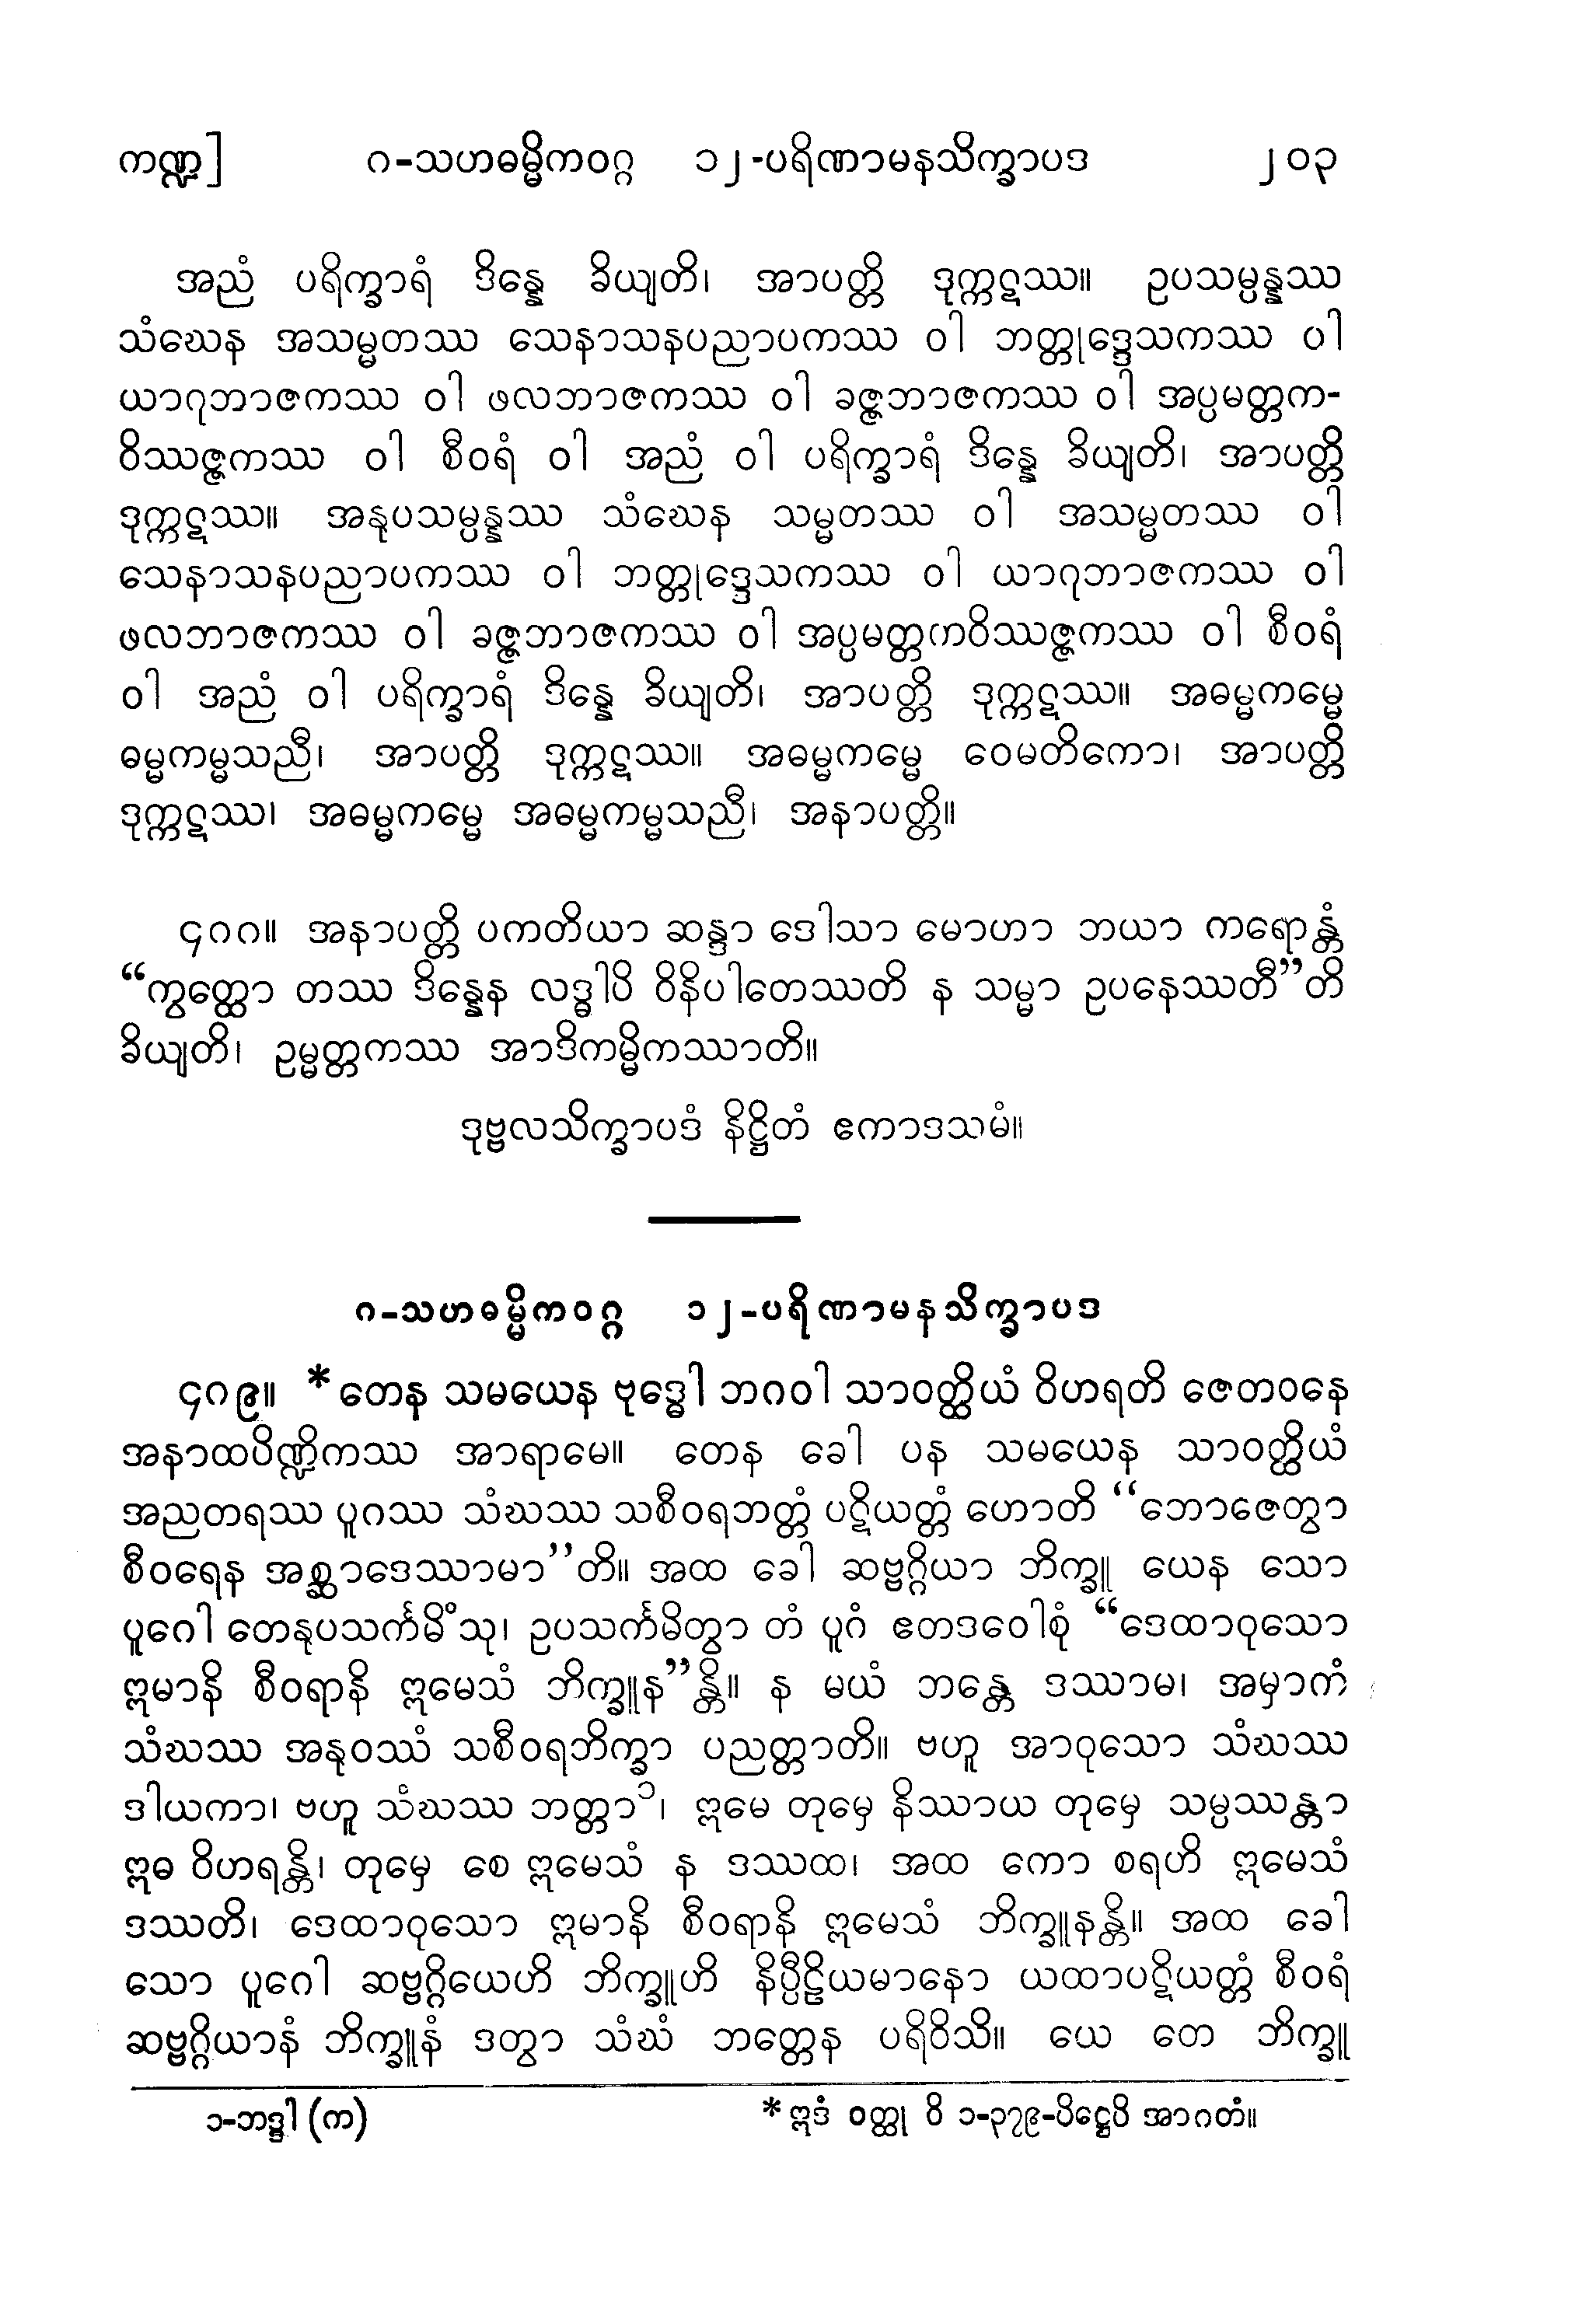 ကဏ္ဍ] ဂ-သဟဓမ္မိကဝဂ္ဂ ၁၂-ပရိဏာမနသိက္ခာပဒ ၂၀၃
အညံ ပရိက္ခာရံ ဒိန္နေ ခိယျတိ၊ အာပတ္တိ ဒုက္ကဋဿ။ ဥပသမ္ပန္နဿ
သံဃေန အသမ္မတဿ သေနာသနပညာပကဿ ဝါ ဘတ္တုဒ္ဒေသကဿ ဝါ
ယာဂုဘာဇကဿ ဝါ ဖလဘာဇကဿ ဝါ ခဇ္ဇဘာဇကဿ ဝါ အပ္ပမတ္တက-
ဝိဿဇ္ဇကဿ ဝါ စီဝရံ ဝါ အညံ ဝါ ပရိက္ခာရံ ဒိန္နေ ခိယျတိ၊ အာပတ္တိ
ဒုက္ကဋဿ။ အနုပသမ္ပန္နဿ သံဃေန သမ္မတဿ ဝါ အသမ္မတဿ ဝါ
သေနာသနပညာပကဿ ဝါ ဘတ္တုဒ္ဒေသကဿ ဝါ ယာဂုဘာဇကဿ ဝါ
ဖလဘာဇကဿ ဝါ ခဇ္ဇဘာဇကဿ ဝါ အပ္ပမတ္တကဝိဿဇ္ဇကဿ ဝါ စီဝရံ
ဝါ အညံ ဝါ ပရိက္ခာရံ ဒိန္နေ ခိယျတိ၊ အာပတ္တိ ဒုက္ကဋဿ။ အဓမ္မကမ္မေ
ဓမ္မကမ္မသညီ၊ အာပတ္တိ ဒုက္ကဋဿ။ အဓမ္မကမ္မေ ဝေမတိကော၊ အာပတ္တိ
ဒုက္ကဋဿ၊ အဓမ္မကမ္မေ အဓမ္မကမ္မသညီ၊ အနာပတ္တိ။
၄၈၈။ အနာပတ္တိ ပကတိယာ ဆန္ဒာ ဒေါသာ မောဟာ ဘယာ ကရောန္တံ
“ကွတ္ထော တဿ ဒိန္နေန လဒ္ဓါပိ ဝိနိပါတေဿတိ န သမ္မာ ဥပနေဿတီ”တိ
ခိယျတိ၊ ဥမ္မတ္တကဿ အာဒိကမ္မိကဿာတိ။
ဒုဗ္ဗလသိက္ခာပဒံ နိဋ္ဌိတံ ဧကာဒသမံ။
ဂ-သဟဓမ္မိကဝဂ္ဂ ၁၂-ပရိဏာမနသိက္ခာပဒ
၄၈၉။ *တေန သမယေန ဗုဒ္ဓေါ ဘဂဝါ သာဝတ္ထိယံ ဝိဟရတိ ဇေတဝနေ
အနာထပိဏ္ဍိကဿ အာရာမေ။ တေန ခေါ ပန သမယေန သာဝတ္ထိယံ
အညတရဿ ပူဂဿ သံဃဿ သစီဝရဘတ္တံ ပဋိယတ္တံ ဟောတိ “ဘောဇေတွာ
စီဝရေန အစ္ဆာဒေဿာမာ”တိ။ အထ ခေါ ဆဗ္ဗဂ္ဂိယာ ဘိက္ခူ ယေန သော
ပူဂေါ တေနုပသင်္ကမိံသု၊ ဥပသင်္ကမိတွာ တံ ပူဂံ ဧတဒဝေါစုံ “ဒေထာဝုသော
ဣမာနိ စီဝရာနိ ဣမေသံ ဘိက္ခူန”န္တိ။ န မယံ ဘန္တေ ဒဿာမ၊ အမှာကံ
သံဃဿ အနုဝဿံ သစီဝရဘိက္ခာ ပညတ္တာတိ။ ဗဟူ အာဝုသော သံဃဿ
ဒါယကာ၊ ဗဟူ သံဃဿ ဘတ္တာ၁၊ ဣမေ တုမှေ နိဿာယ တုမှေ သမ္ပဿန္တာ
ဣဓ ဝိဟရန္တိ၊ တုမှေ စေ ဣမေသံ န ဒဿထ၊ အထ ကော စရဟိ ဣမေသံ
ဒဿတိ၊ ဒေထာဝုသော ဣမာနိ စီဝရာနိ ဣမေသံ ဘိက္ခူနန္တိ။ အထ ခေါ
သော ပူဂေါ ဆဗ္ဗဂ္ဂိယေဟိ ဘိက္ခူဟိ နိပ္ပီဠိယမာနော ယထာပဋိယတ္တံ စီဝရံ
ဆဗ္ဗဂ္ဂိယာနံ ဘိက္ခူနံ ဒတွာ သံဃံ ဘတ္တေန ပရိဝိသိ။ ယေ တေ ဘိက္ခူ
၁-ဘဒ္ဒါ (က) *ဣဒံ ဝတ္ထု ဝိ ၁-၃၇၉-ပိဋ္ဌေပိ အာဂတံ။